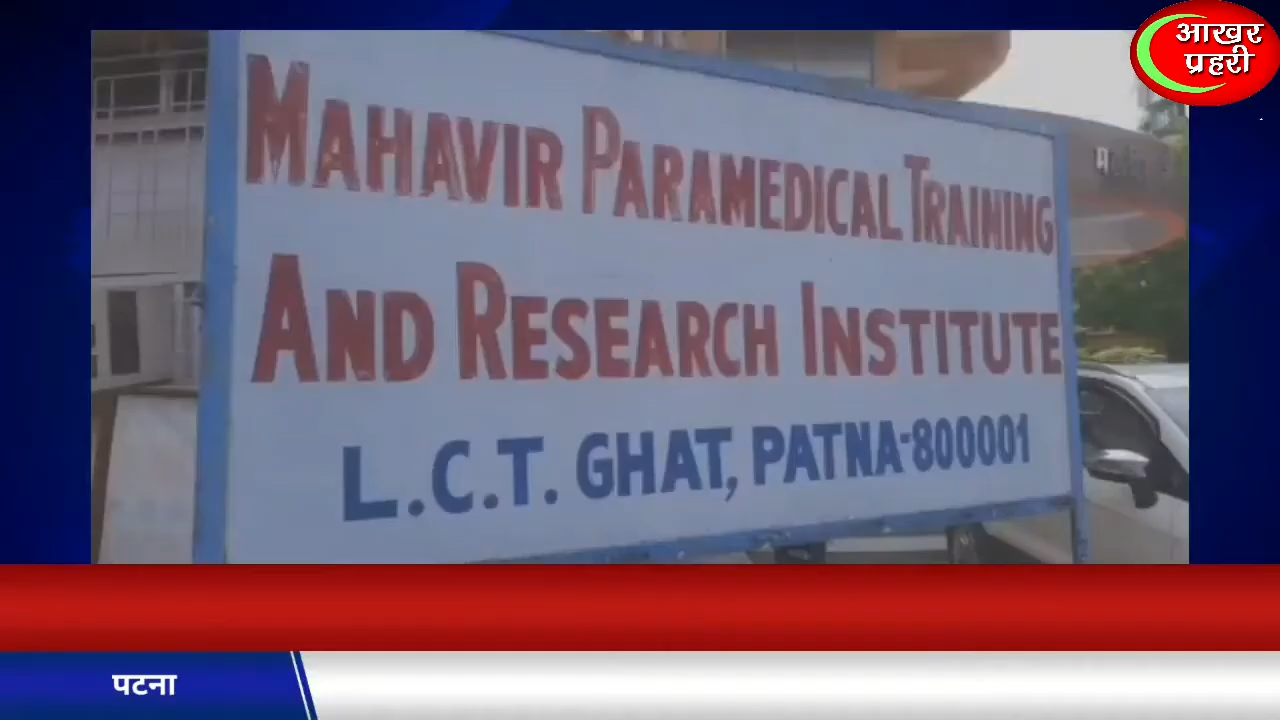 आखर
प्रहरी
MAHAVIR PARAMEDICAL TRAINING
AND RESEARCH INSTITUTE
L.C.T. GHAT, PATNA-800001
पटना